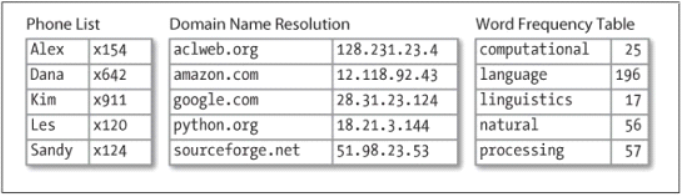 Phone List Domain Name Resolution Word Frequency Table
Alex x154 aclweb.org 128.231.23.4 computational 25
Dana x642 amazon.com 12.118.92.43 language 196
Kim x911 google.com 28.31.23.124 linguistics 17
Les x120 python.org 18.21.3.144 natural 56
Sandy x124 sourceforge.net 51.98.23.53 processing 57